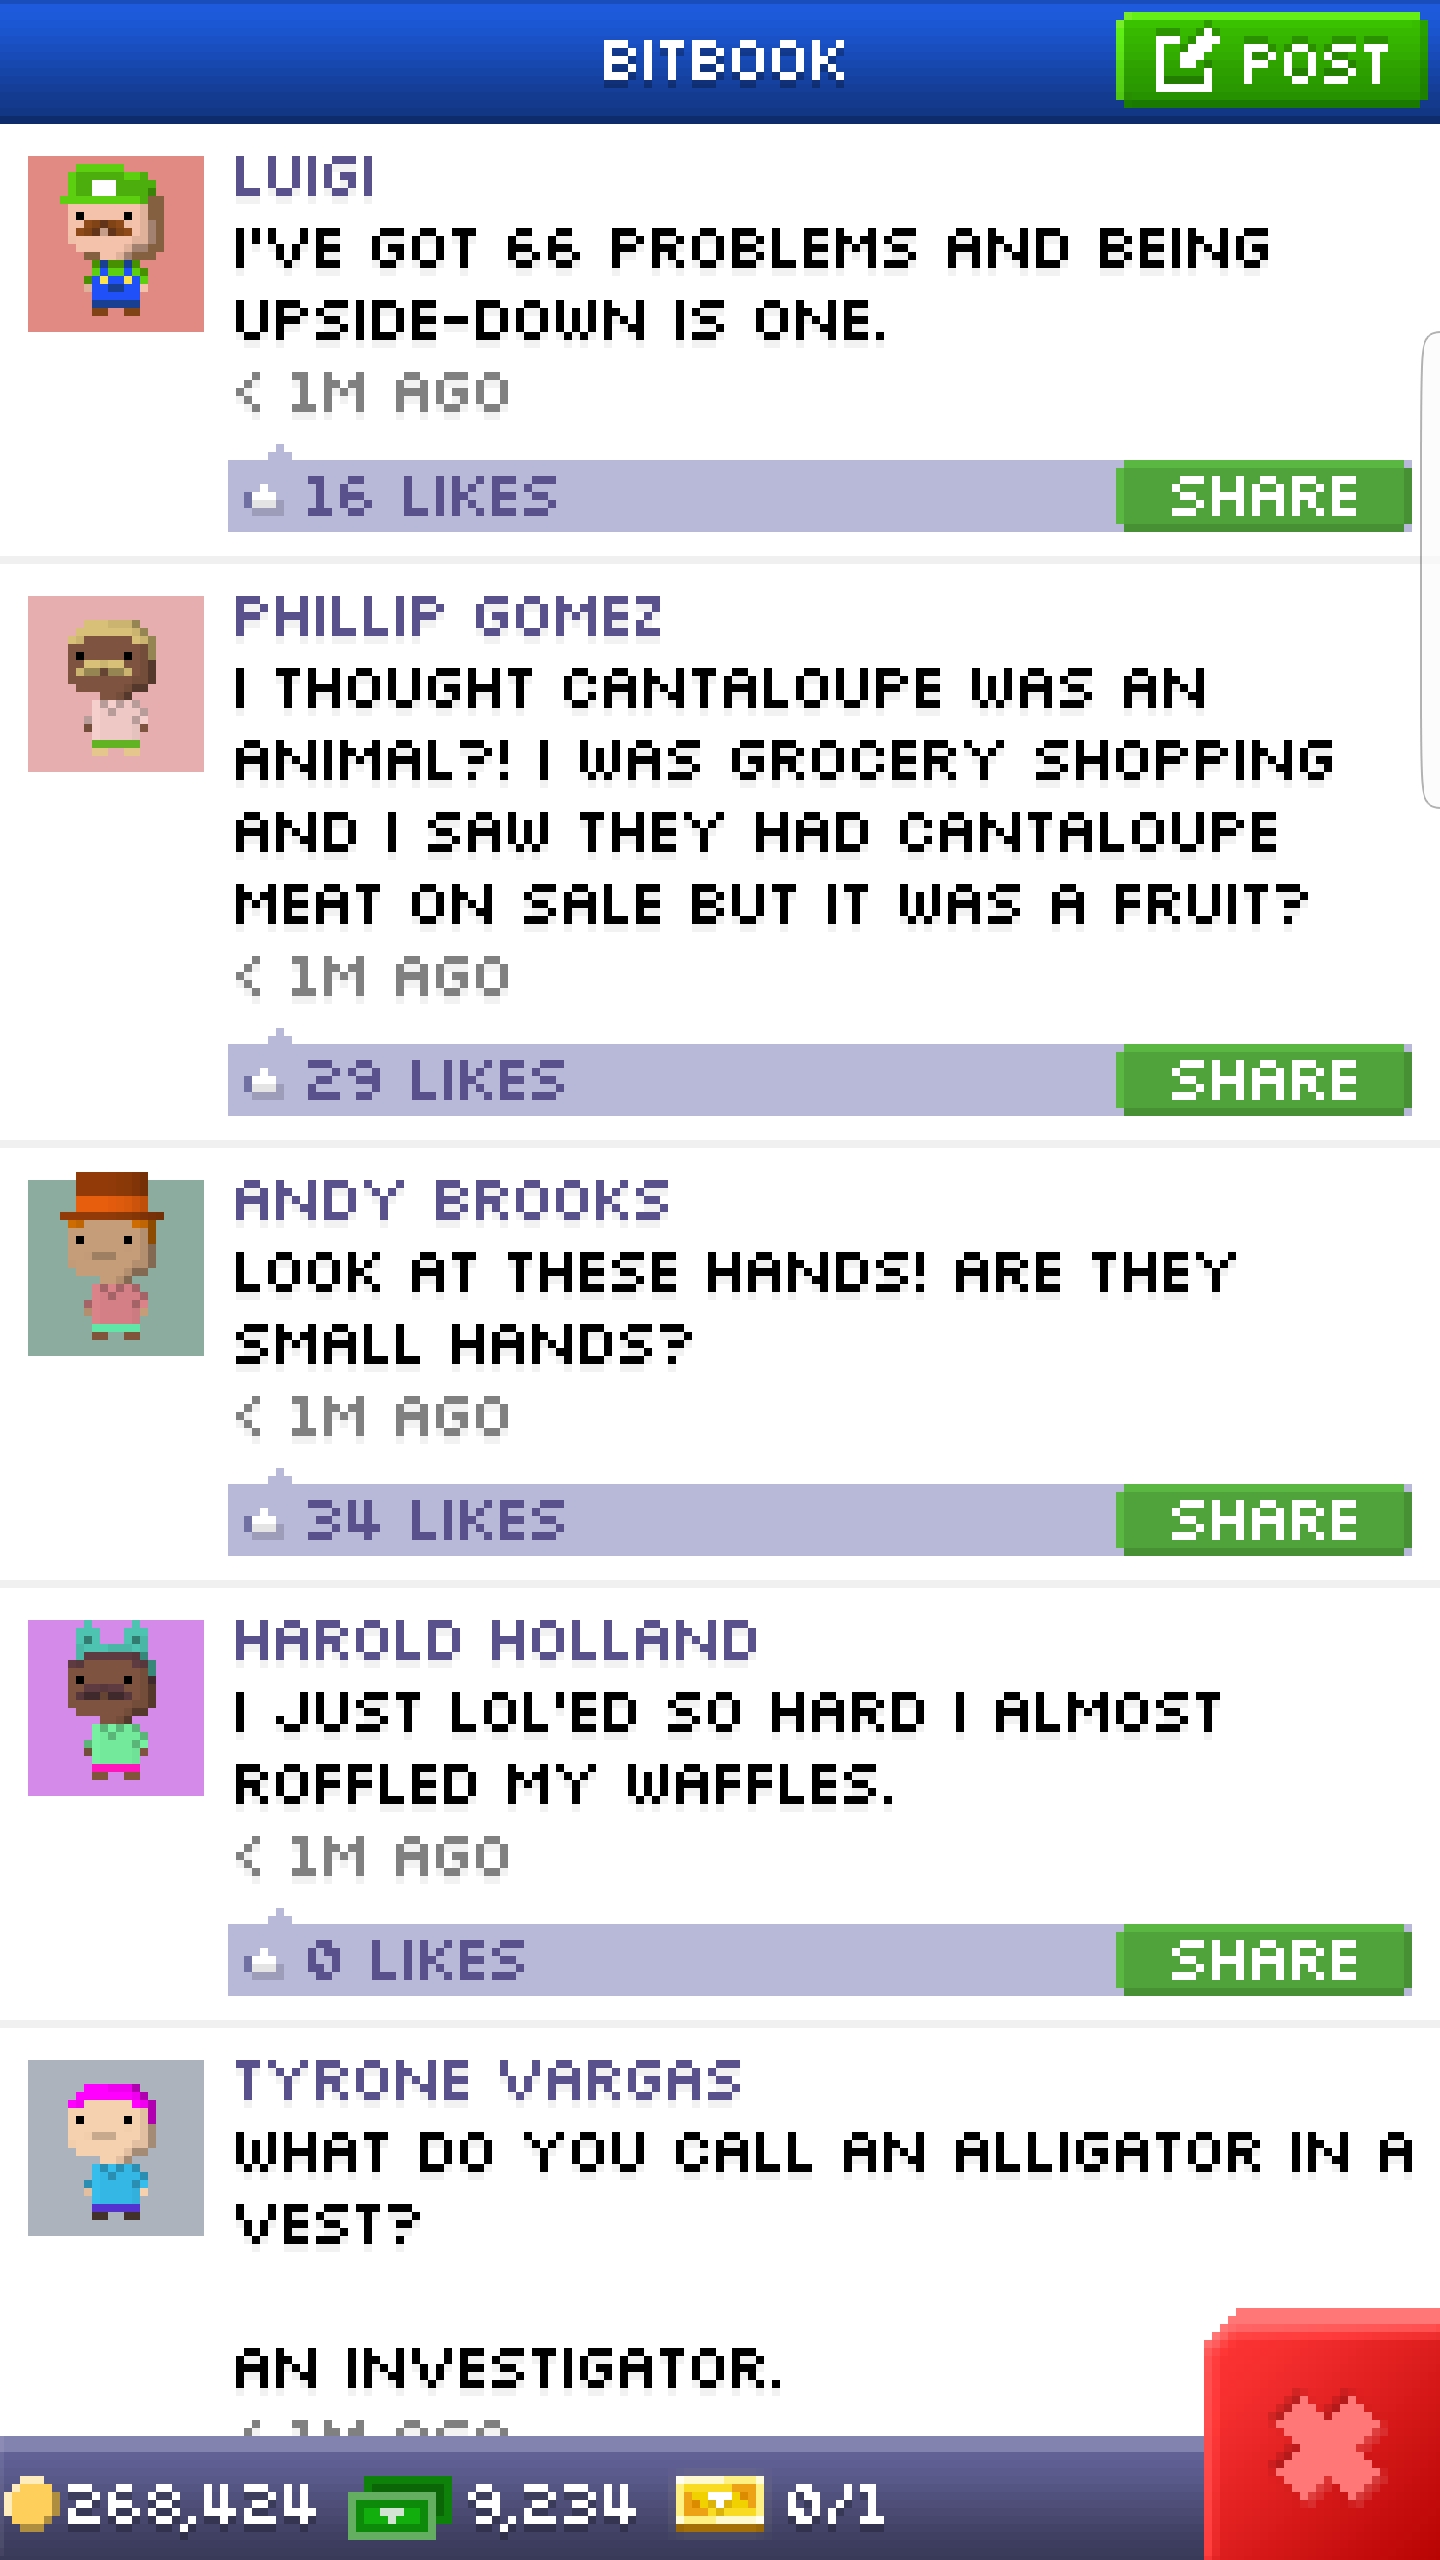 BITBOOK
POST
LUIGI
I'VE GOT 66 PROBLEMS AND BEING
UPSIDE-DOWN IS ONE.
< 1M AGO
16 LIKES
SHARE
PHILLIP GOMEZ
I THOUGHT CANTALOUPE WAS AN
ANIMAL?! I WAS GROCERY SHOPPING
AND I SAW THEY HAD CANTALOUPE
MEAT ON SALE BUT IT WAS A FRUIT?
< 1M AGO
29 LIKES
SHARE
ANDY BROOKS
LOOK AT THESE HANDS! ARE THEY
SMALL HANDS?
< 1M AGO
34 LIKES
SHARE
HAROLD HOLLAND
I JUST LOL'ED SO HARD I ALMOST
ROFFLED MY WAFFLES.
< 1M AGO
0 LIKES
SHARE
TYRONE VARGAS
WHAT DO YOU CALL AN ALLIGATOR IN A
VEST?
AN INVESTIGATOR.
< 1M AGO
268,424 9,234 0/1